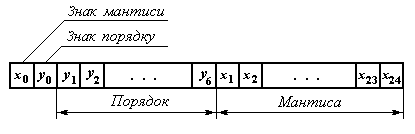 Знак мантиси
Знак порядку
x0 y0 y1 y2 . . . y6 x1 x2 . . . x23 x24
Порядок Мантиса